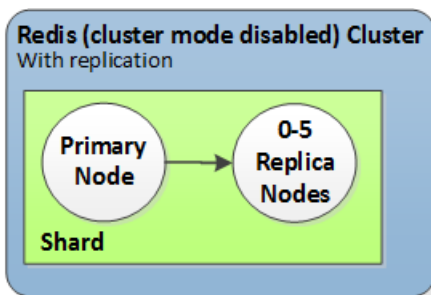 Redis (cluster mode disabled) Cluster
With replication
Primary
Node
0-5
Replica
Nodes
Shard